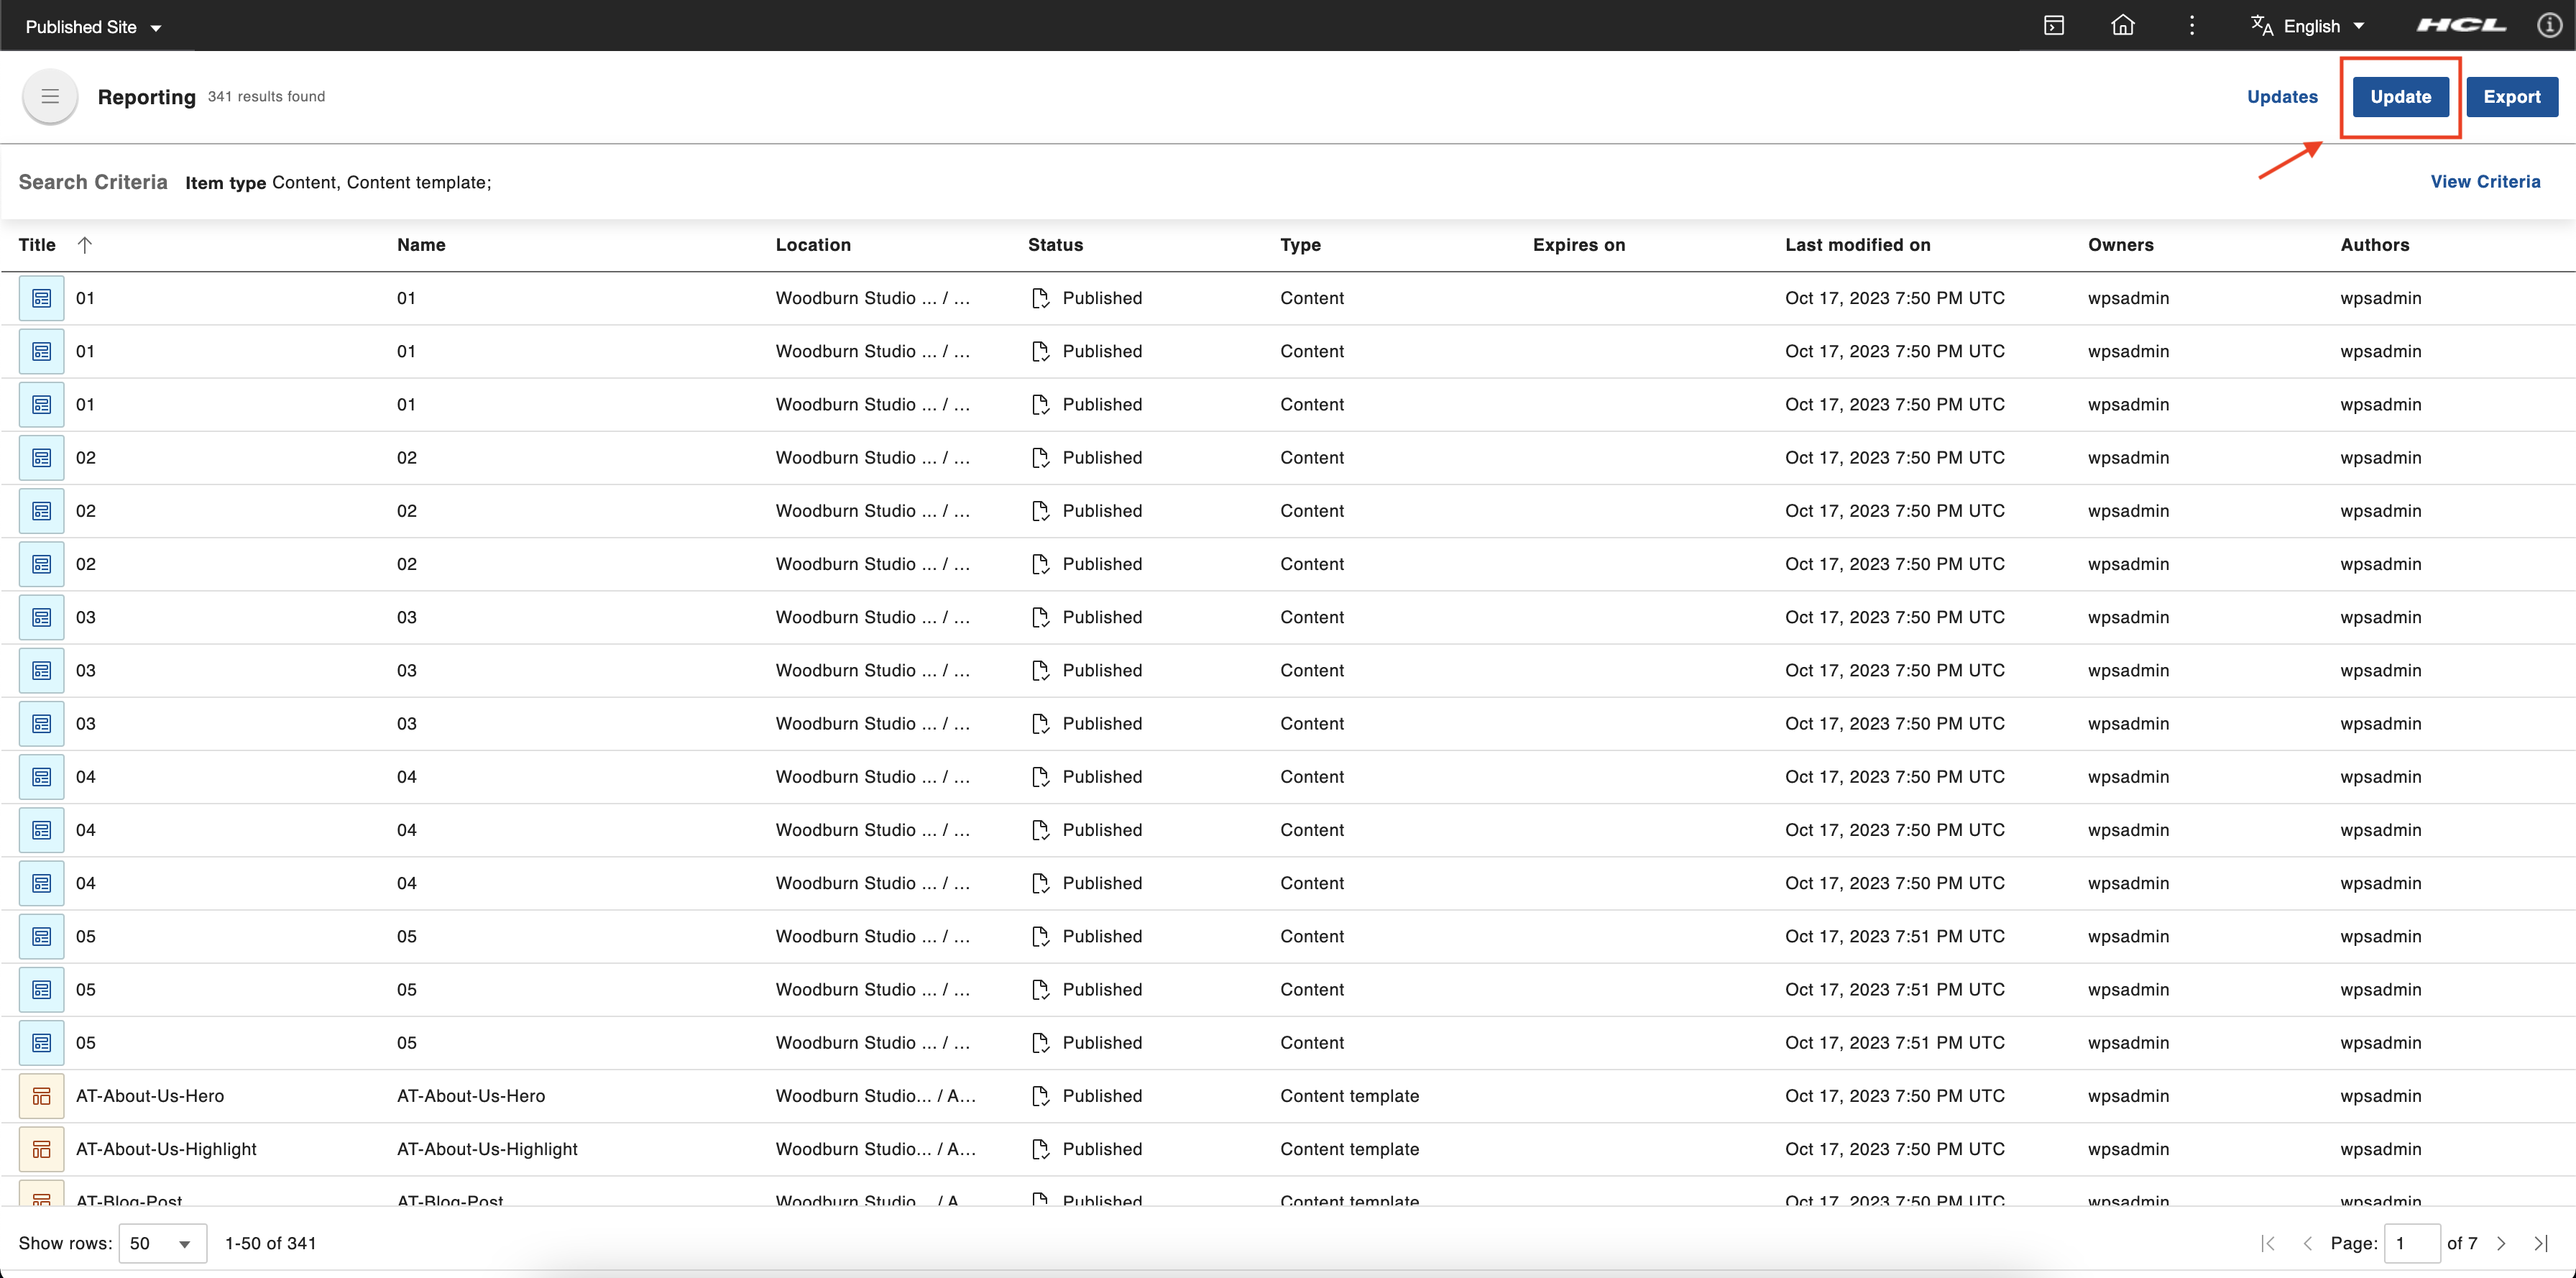 Published Site
English
HCL
Reporting 341 results found
Updates Update Export
Search Criteria Item type Content, Content template;
View Criteria
Title Name Location Status Type Expires on Last modified on Owners Authors
01 01 Woodburn Studio ... / ... Published Content Oct 17, 2023 7:50 PM UTC wpsadmin wpsadmin
01 01 Woodburn Studio ... / ... Published Content Oct 17, 2023 7:50 PM UTC wpsadmin wpsadmin
01 01 Woodburn Studio ... / ... Published Content Oct 17, 2023 7:50 PM UTC wpsadmin wpsadmin
02 02 Woodburn Studio ... / ... Published Content Oct 17, 2023 7:50 PM UTC wpsadmin wpsadmin
02 02 Woodburn Studio ... / ... Published Content Oct 17, 2023 7:50 PM UTC wpsadmin wpsadmin
02 02 Woodburn Studio ... / ... Published Content Oct 17, 2023 7:50 PM UTC wpsadmin wpsadmin
03 03 Woodburn Studio ... / ... Published Content Oct 17, 2023 7:50 PM UTC wpsadmin wpsadmin
03 03 Woodburn Studio ... / ... Published Content Oct 17, 2023 7:50 PM UTC wpsadmin wpsadmin
03 03 Woodburn Studio ... / ... Published Content Oct 17, 2023 7:50 PM UTC wpsadmin wpsadmin
04 04 Woodburn Studio ... / ... Published Content Oct 17, 2023 7:50 PM UTC wpsadmin wpsadmin
04 04 Woodburn Studio ... / ... Published Content Oct 17, 2023 7:50 PM UTC wpsadmin wpsadmin
04 04 Woodburn Studio ... / ... Published Content Oct 17, 2023 7:50 PM UTC wpsadmin wpsadmin
05 05 Woodburn Studio ... / ... Published Content Oct 17, 2023 7:51 PM UTC wpsadmin wpsadmin
05 05 Woodburn Studio ... / ... Published Content Oct 17, 2023 7:51 PM UTC wpsadmin wpsadmin
05 05 Woodburn Studio ... / ... Published Content Oct 17, 2023 7:51 PM UTC wpsadmin wpsadmin
AT-About-Us-Hero AT-About-Us-Hero Woodburn Studio... / A... Published Content template Oct 17, 2023 7:50 PM UTC wpsadmin wpsadmin
AT-About-Us-Highlight AT-About-Us-Highlight Woodburn Studio... / A... Published Content template Oct 17, 2023 7:50 PM UTC wpsadmin wpsadmin
AT-Blog-Post AT-Blog-Post Woodburn Studio... / A... Published Content template Oct 17, 2023 7:50 PM UTC wpsadmin wpsadmin
Show rows: 50 1-50 of 341
Page: 1 of 7